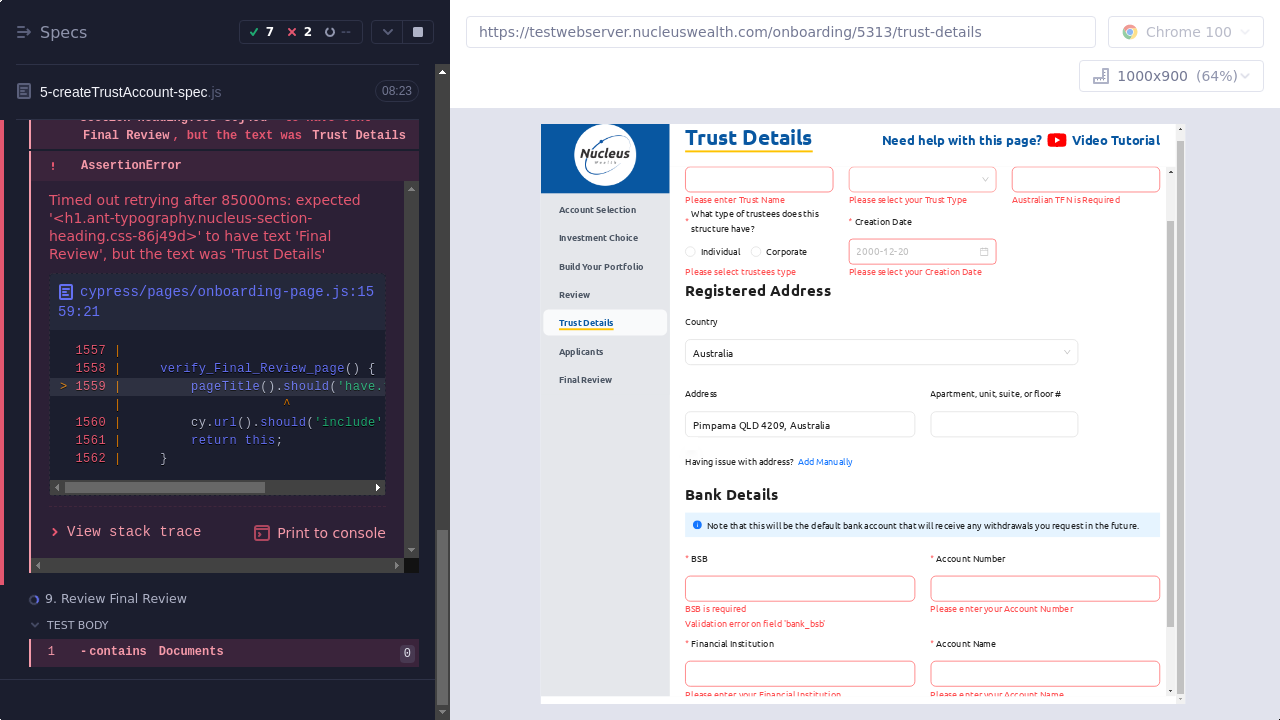 Specs
7
2
--
5-createTrustAccount-spec.js
08:23
Final Review, but the text was Trust Details
! AssertionError
Timed out retrying after 85000ms: expected
'<h1.ant-typography.nucleus-section-
heading.css-86j49d>' to have text 'Final
Review', but the text was 'Trust Details'
cypress/pages/onboarding-page.js:15
59:21
1557 |
1558 | verify_Final_Review_page() {
> 1559 | pageTitle().should('have.
| ^
1560 | cy.url().should('include'
1561 | return this;
1562 | }
View stack trace
Print to console
9. Review Final Review
TEST BODY
1 -contains Documents 0
https://testwebserver.nucleuswealth.com/onboarding/5313/trust-details
Chrome 100
1000x900 (64%)
Nucleus
Wealth
Account Selection
Investment Choice
Build Your Portfolio
Review
Trust Details
Applicants
Final Review
Trust Details
Need help with this page? Video Tutorial
Please enter Trust Name
Please select your Trust Type
Australian TFN is Required
* What type of trustees does this
structure have?
* Creation Date
Individual
Corporate
2000-12-20
Please select trustees type
Please select your Creation Date
Registered Address
Country
Australia
Address
Apartment, unit, suite, or floor #
Pimpama QLD 4209, Australia
Having issue with address? Add Manually
Bank Details
Note that this will be the default bank account that will receive any withdrawals you request in the future.
* BSB
* Account Number
BSB is required
Please enter your Account Number
Validation error on field 'bank_bsb'
* Financial Institution
* Account Name
Please enter your Financial Institution
Please enter your Account Name